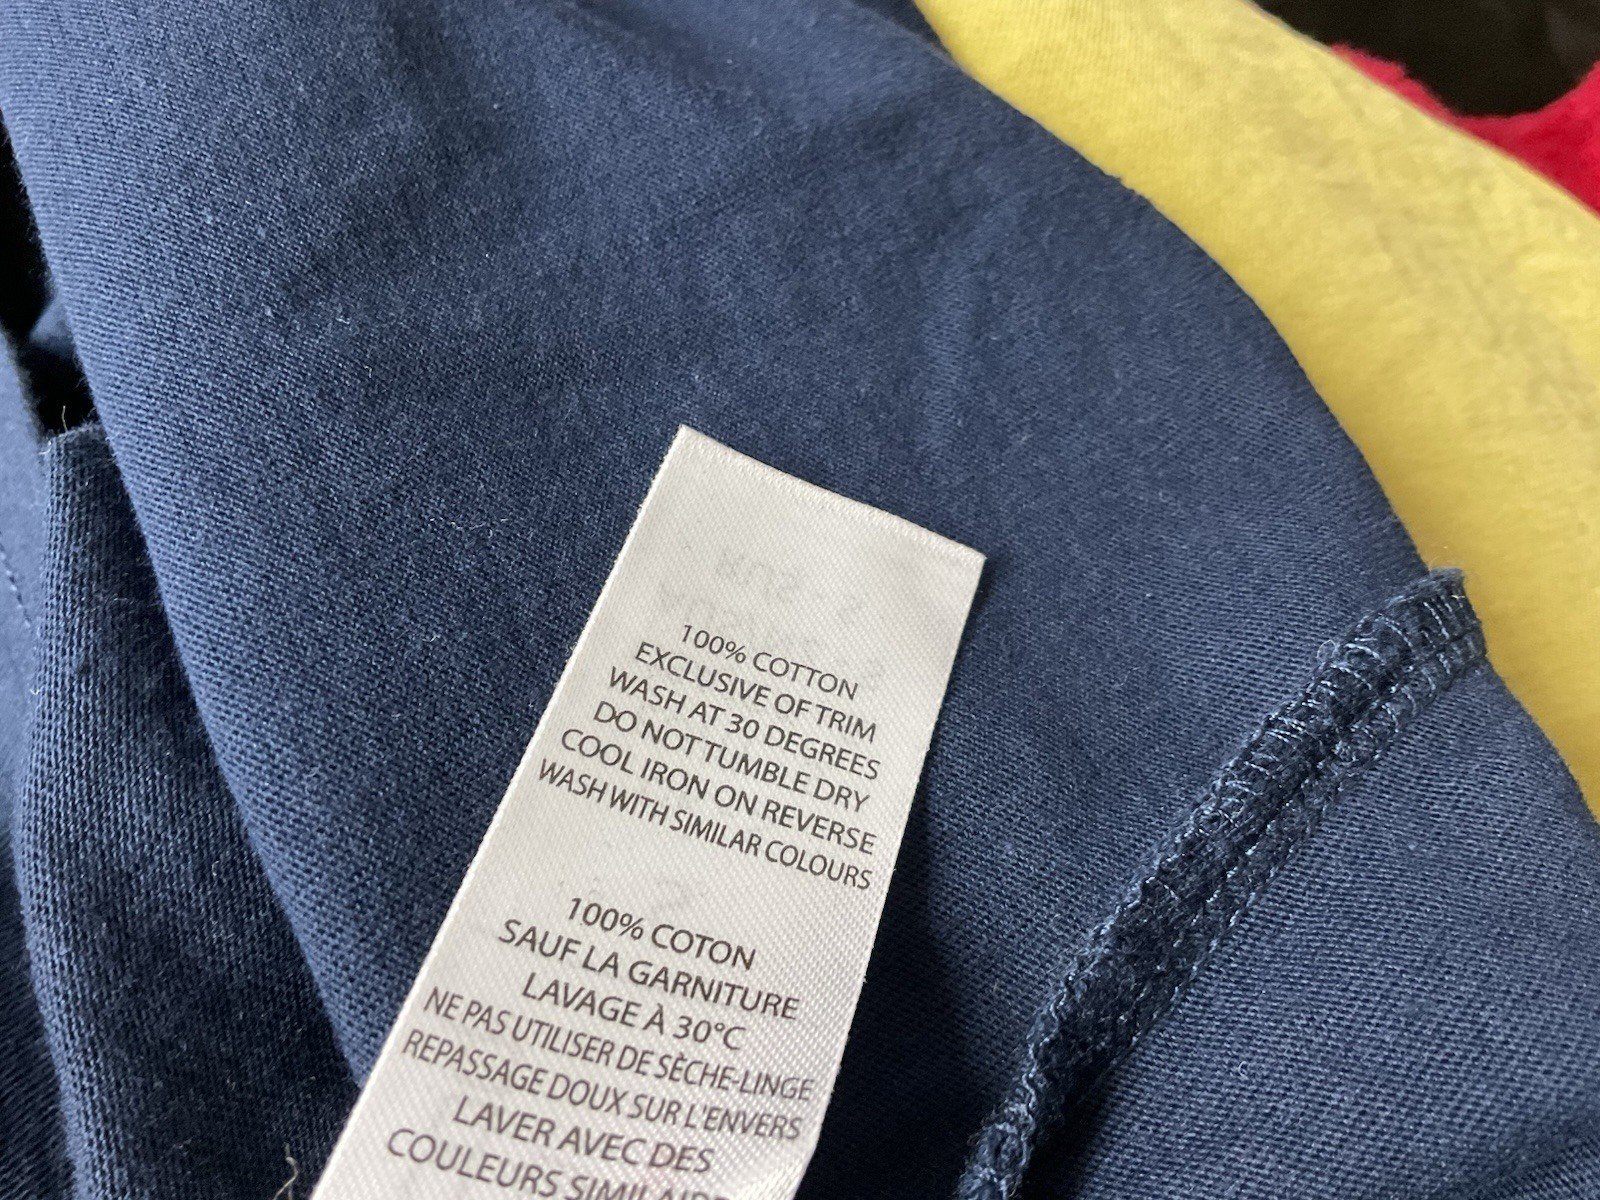 100% COTTON
EXCLUSIVE OF TRIM
WASH AT 30 DEGREES
DO NOT TUMBLE DRY
COOL IRON ON REVERSE
WASH WITH SIMILAR COLOURS
100% COTON
SAUF LA GARNITURE
LAVAGE À 30°C
NE PAS UTILISER DE SÈCHE-LINGE
REPASSAGE DOUX SUR L'ENVERS
LAVER AVEC DES
COULEURS